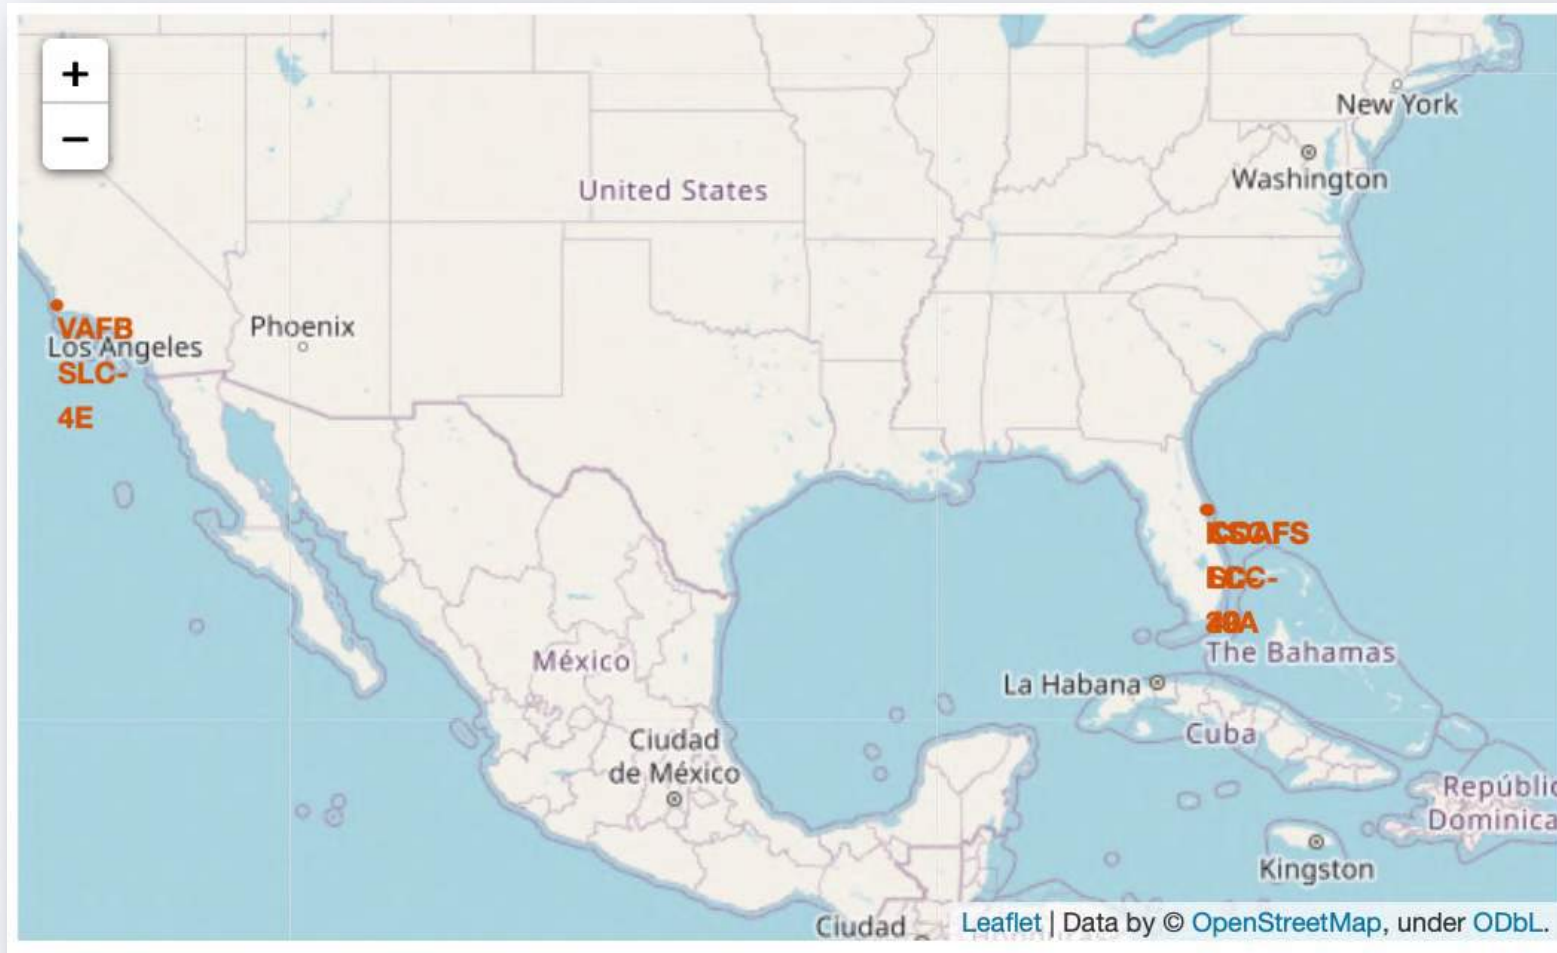 +
−
New York
Washington
United States
VAFB
Los Angeles
SLC-
4E
Phoenix
The Bahamas
México
La Habana
Cuba
Ciudad
de México
Repúblic
Dominica
Kingston
Ciudad
Leaflet | Data by © OpenStreetMap, under ODbL.